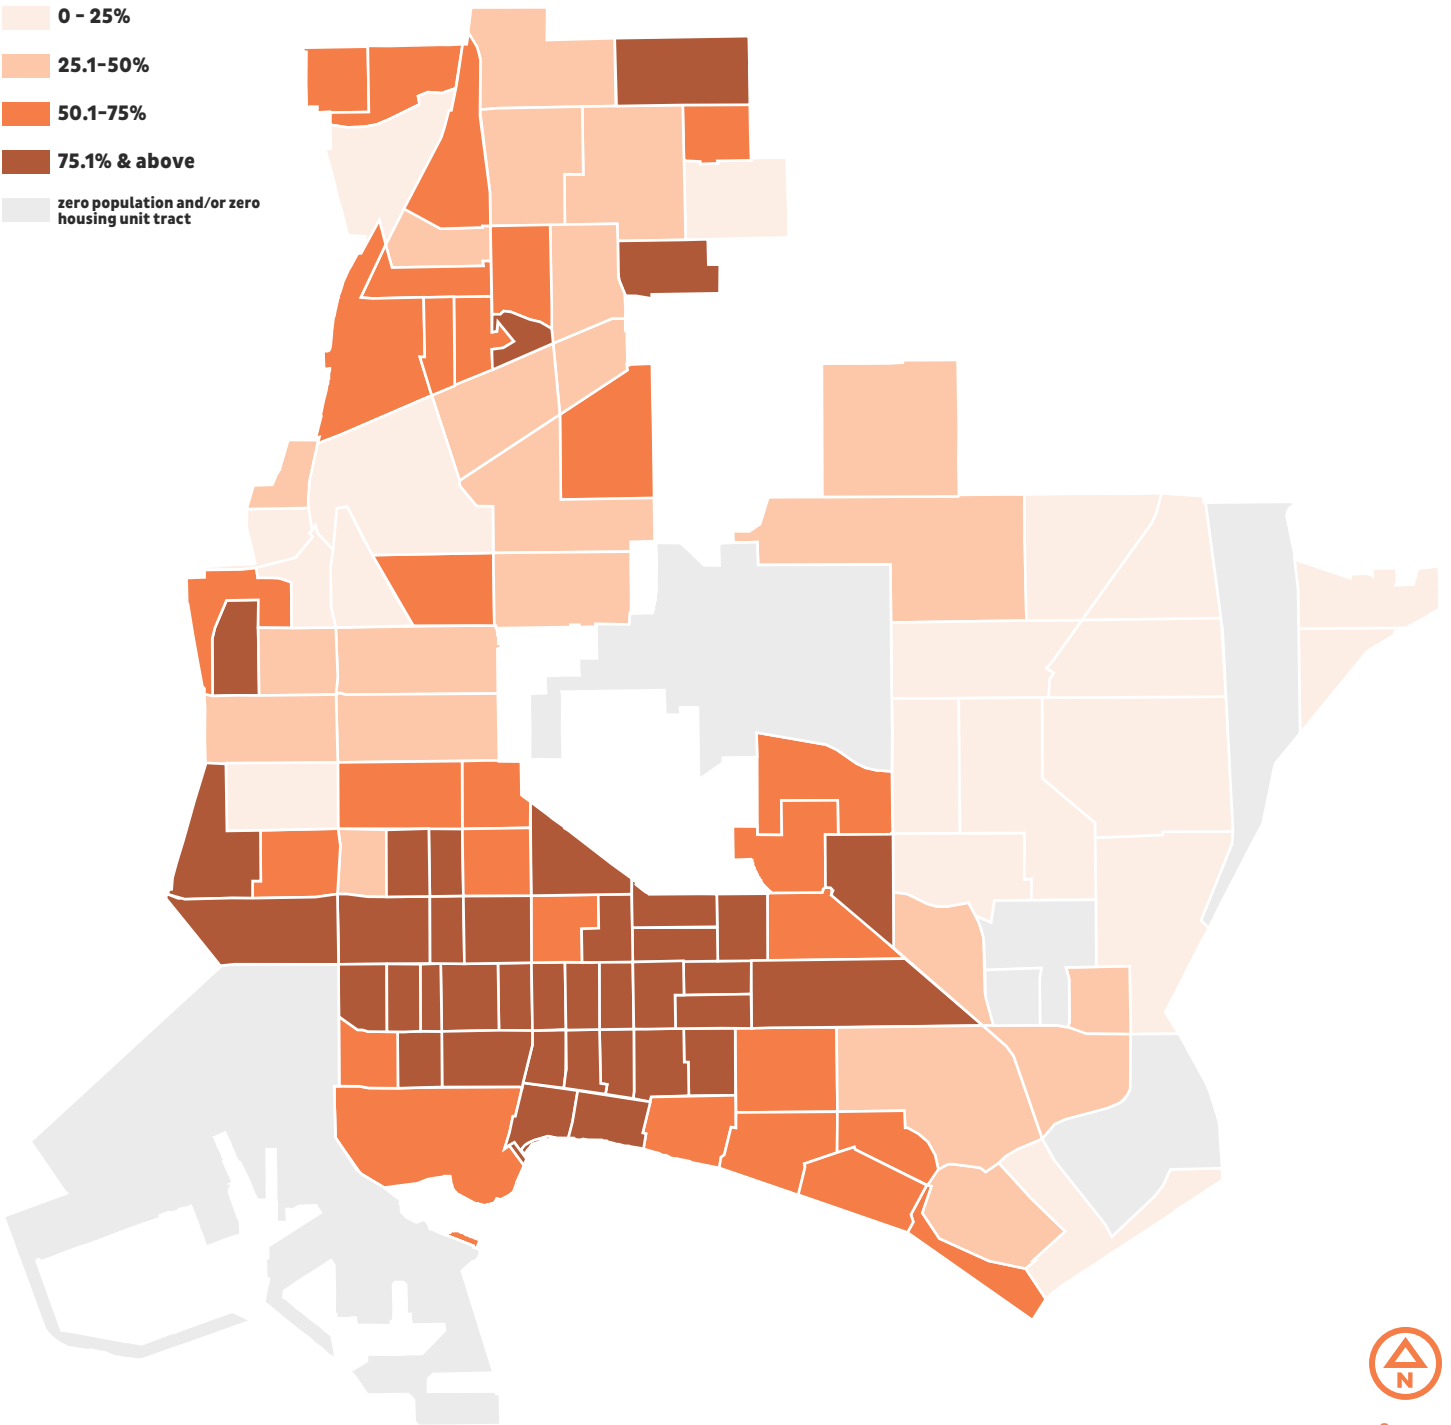 0 - 25%
25.1-50%
50.1-75%
75.1% & above
zero population and/or zero
housing unit tract
N